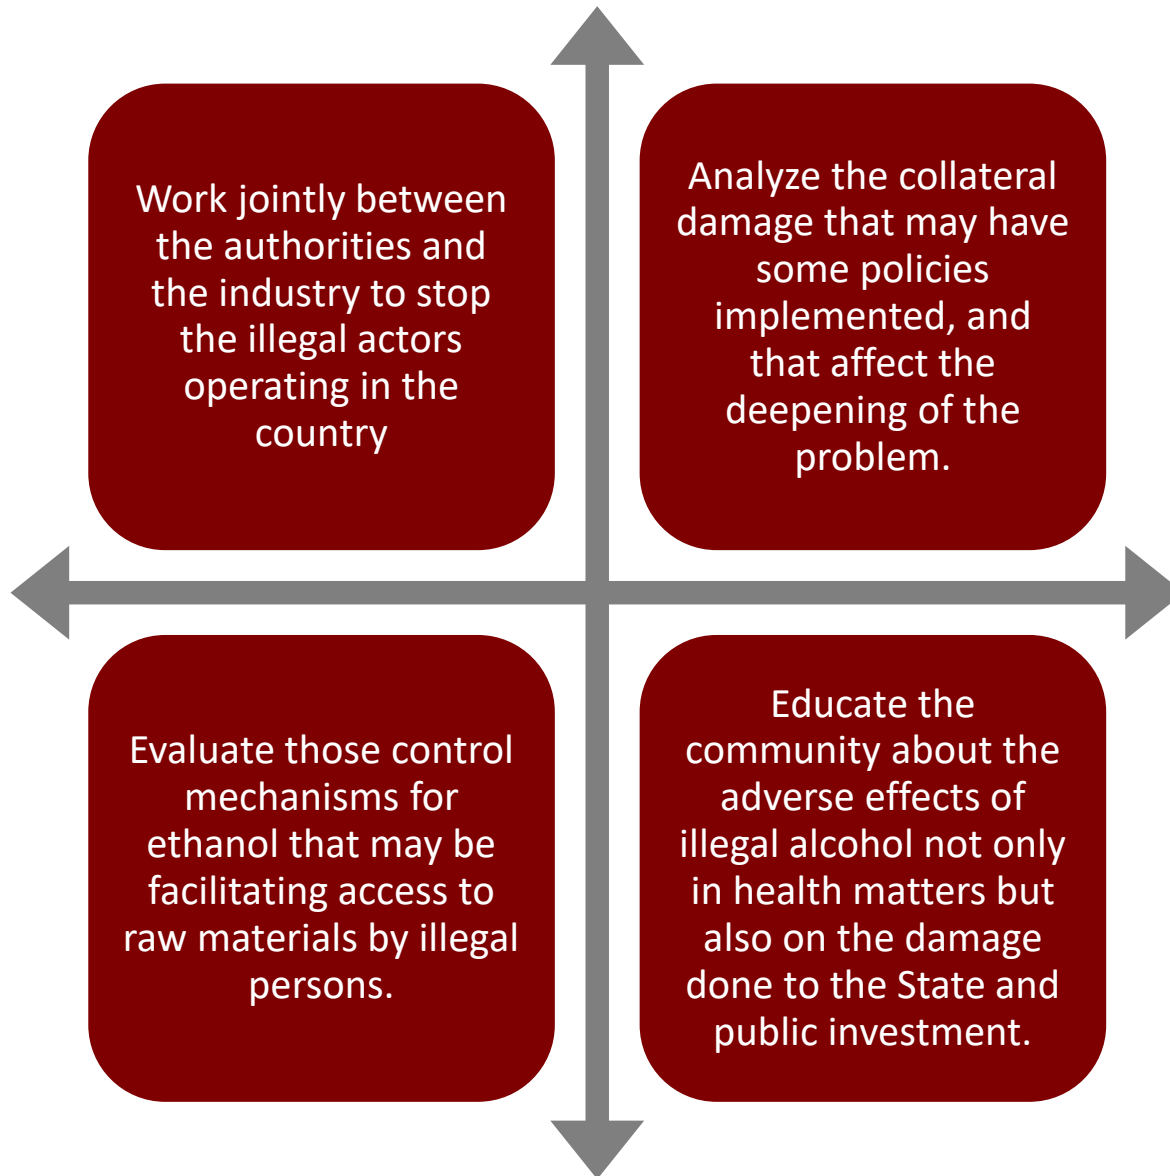 Work jointly between
the authorities and
the industry to stop
the illegal actors
operating in the
country
Analyze the collateral
damage that may have
some policies
implemented, and
that affect the
deepening of the
problem.
Evaluate those control
mechanisms for
ethanol that may be
facilitating access to
raw materials by illegal
persons.
Educate the
community about the
adverse effects of
illegal alcohol not only
in health matters but
also on the damage
done to the State and
public investment.